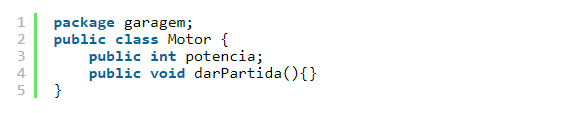 1 package garagem;
2 public class Motor {
3     public int potencia;
4     public void darPartida(){}
5 }